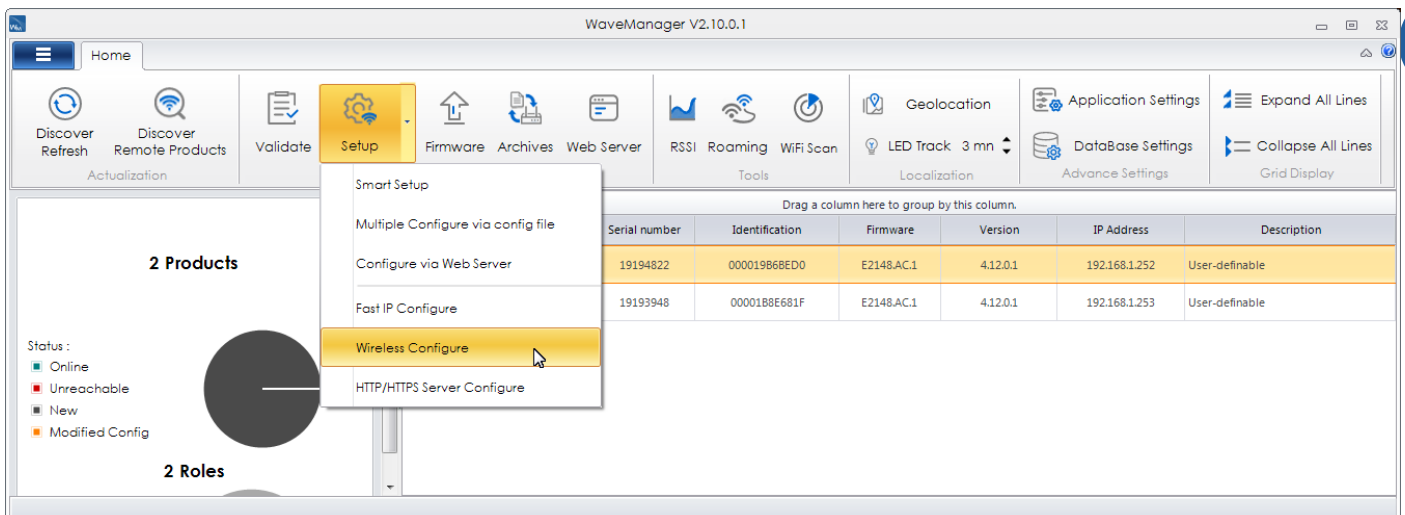 WaveManager V2.10.0.1
Home
Discover Refresh
Discover Remote Products
Actualization
Validate
Setup
Firmware
Archives
Web Server
RSSI
Roaming
WiFi Scan
Tools
Geolocation
LED Track 3 mn
Localization
Application Settings
DataBase Settings
Advance Settings
Expand All Lines
Collapse All Lines
Grid Display
Smart Setup
Multiple Configure via config file
Configure via Web Server
Fast IP Configure
Wireless Configure
HTTP/HTTPS Server Configure
2 Products
Status :
Online
Unreachable
New
Modified Config
2 Roles
Drag a column here to group by this column.
Serial number Identification Firmware Version IP Address Description
19194822 000019B6BED0 E2148.AC.1 4.12.0.1 192.168.1.252 User-definable
19193948 00001B8E681F E2148.AC.1 4.12.0.1 192.168.1.253 User-definable